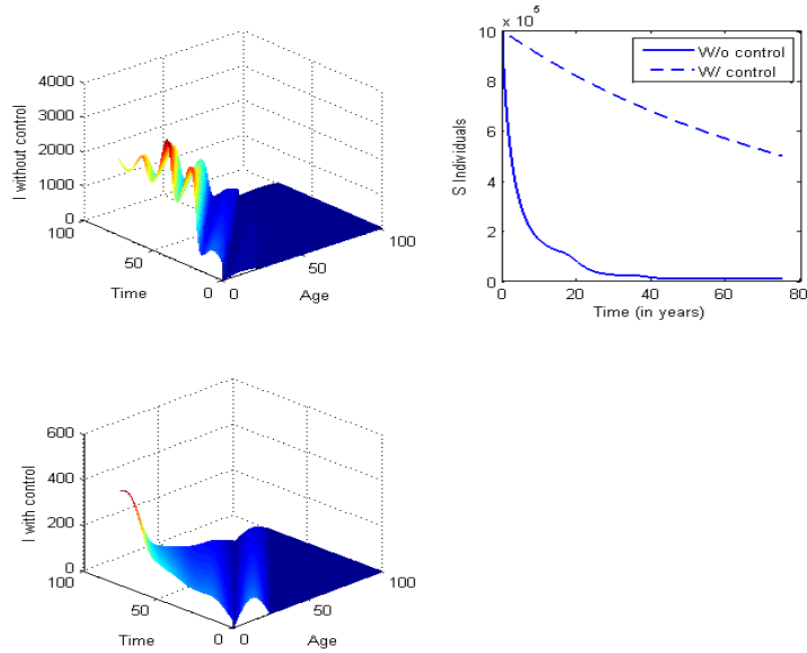 4000
3000
2000
1000
0
100
50
0
0
50
100
I without control
Time
Age
x 10^5
10
8
6
4
2
0
0
20
40
60
80
S Individuals
Time (in years)
W/o control
W/ control
600
400
200
0
100
50
0
0
50
100
I with control
Time
Age